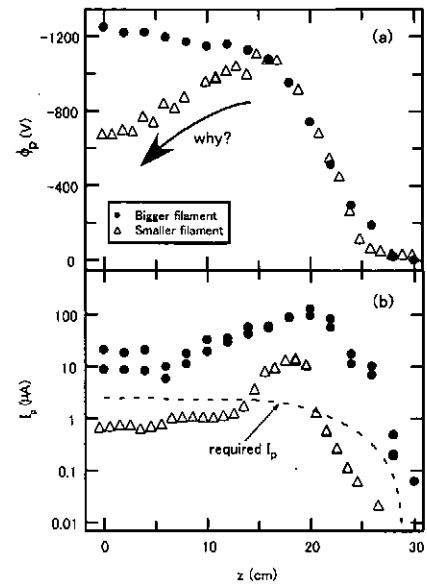 -1200
(a)
-800
ϕp (V)
why?
-400
● Bigger filament
△ Smaller filament
0
(b)
100
10
Ip (μA)
1
required Ip
0.1
0.01
0
10
20
30
z (cm)